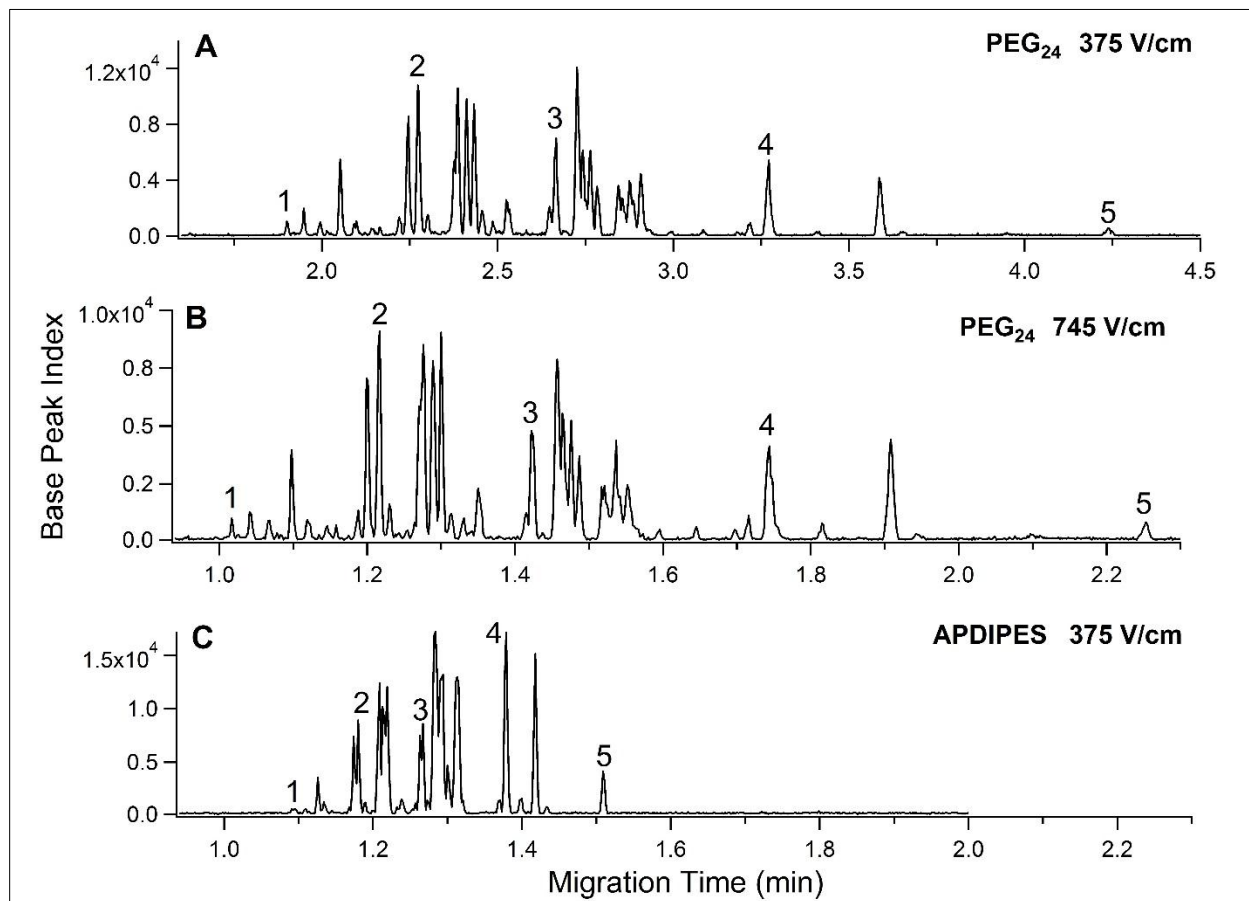 A
PEG24 375 V/cm
1.2x10^4
0.8
0.4
0.0
1
2
3
4
5
2.0 2.5 3.0 3.5 4.0 4.5
B
PEG24 745 V/cm
1.0x10^4
0.8
0.5
0.2
0.0
1
2
3
4
5
1.0 1.2 1.4 1.6 1.8 2.0 2.2
Base Peak Index
C
APDIPES 375 V/cm
1.5x10^4
1.0
0.5
0.0
1
2
3
4
5
1.0 1.2 1.4 1.6 1.8 2.0 2.2
Migration Time (min)